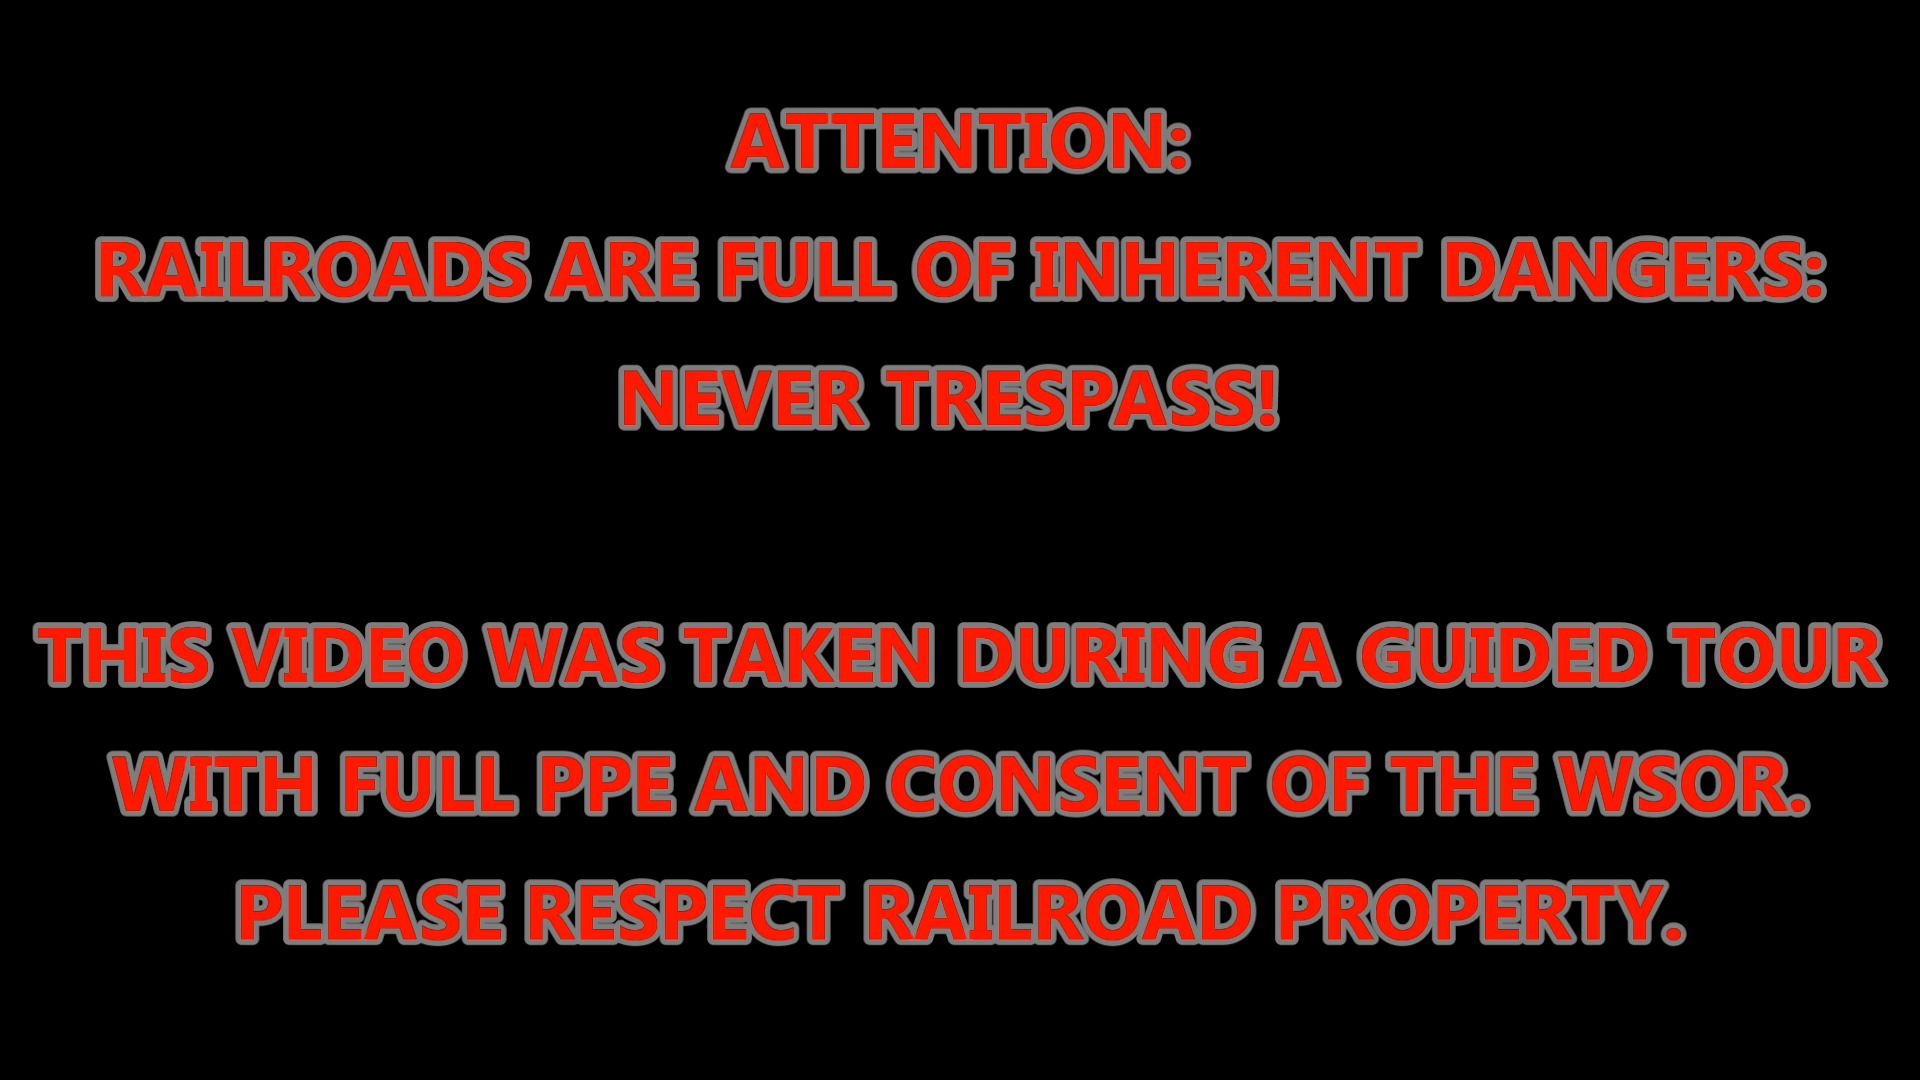 ATTENTION:
RAILROADS ARE FULL OF INHERENT DANGERS:
NEVER TRESPASS!
THIS VIDEO WAS TAKEN DURING A GUIDED TOUR
WITH FULL PPE AND CONSENT OF THE WSOR.
PLEASE RESPECT RAILROAD PROPERTY.